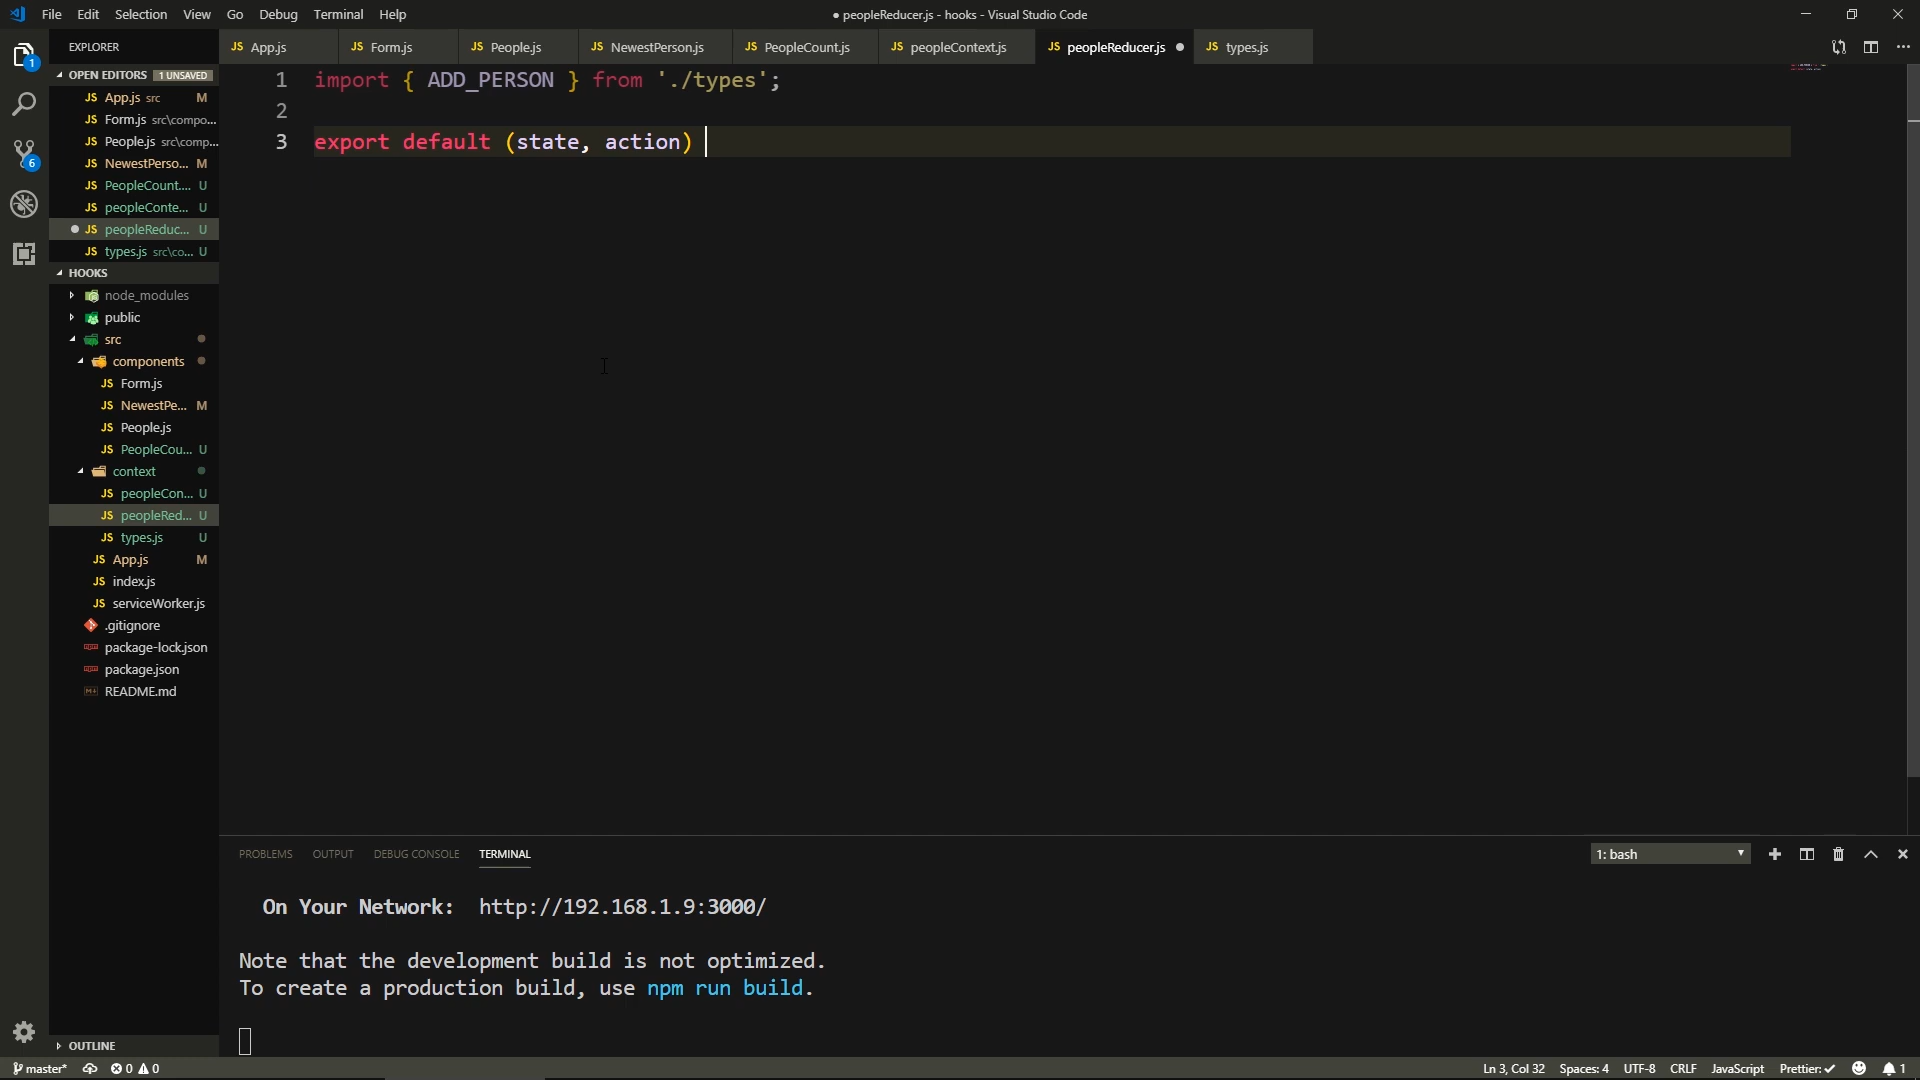 File Edit Selection View Go Debug Terminal Help
● peopleReducer.js - hooks - Visual Studio Code
EXPLORER
OPEN EDITORS 1 UNSAVED
JS App.js src M
JS Form.js src\compo...
JS People.js src\comp...
JS NewestPerso... M
JS PeopleCount.... U
JS peopleConte... U
JS peopleReduc... U
JS types.js src\co... U
HOOKS
node_modules
public
src
components
JS Form.js
JS NewestPe... M
JS People.js
JS PeopleCou... U
context
JS peopleCon... U
JS peopleRed... U
JS types.js U
JS App.js M
JS index.js
JS serviceWorker.js
.gitignore
package-lock.json
package.json
README.md
OUTLINE
1
6
JS App.js JS Form.js JS People.js JS NewestPerson.js JS PeopleCount.js JS peopleContext.js JS peopleReducer.js ● JS types.js
1 import { ADD_PERSON } from './types';
2
3 export default (state, action)
PROBLEMS OUTPUT DEBUG CONSOLE TERMINAL
1: bash
On Your Network: http://192.168.1.9:3000/
Note that the development build is not optimized.
To create a production build, use npm run build.
master* 0 0
Ln 3, Col 32 Spaces: 4 UTF-8 CRLF JavaScript Prettier: ✓ 1